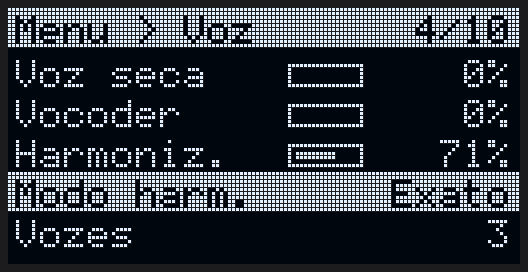 Menu > Voz 4/10
Voz seca 0%
Vocoder 0%
Harmoniz. 71%
Modo harm. Exato
Vozes 3